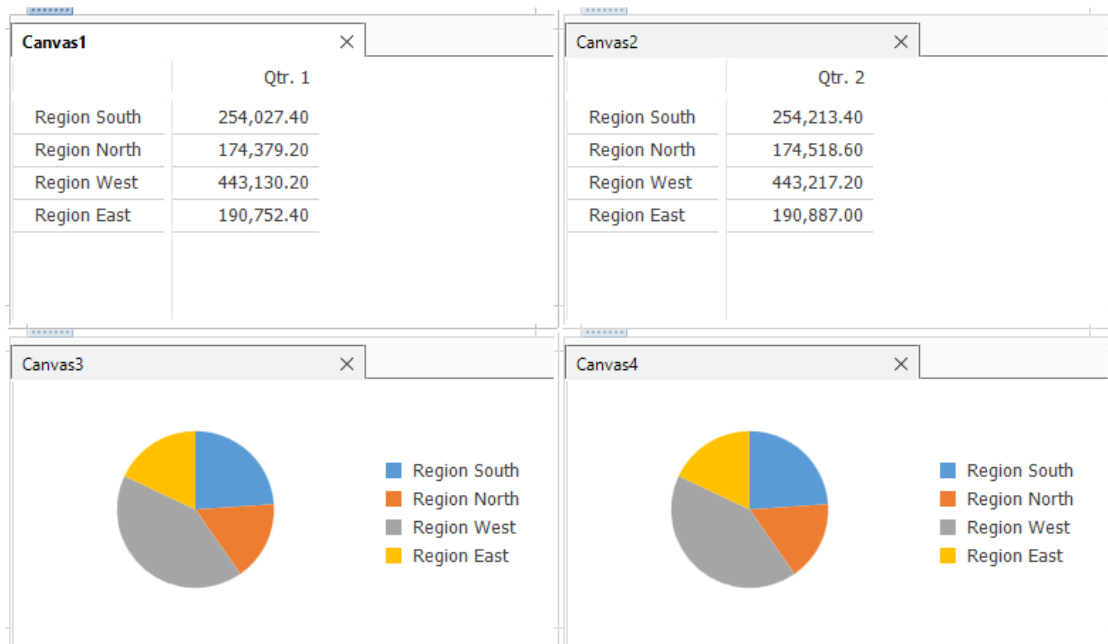 Canvas1
Qtr. 1
Region South 254,027.40
Region North 174,379.20
Region West 443,130.20
Region East 190,752.40
Canvas2
Qtr. 2
Region South 254,213.40
Region North 174,518.60
Region West 443,217.20
Region East 190,887.00
Canvas3
Region South
Region North
Region West
Region East
Canvas4
Region South
Region North
Region West
Region East